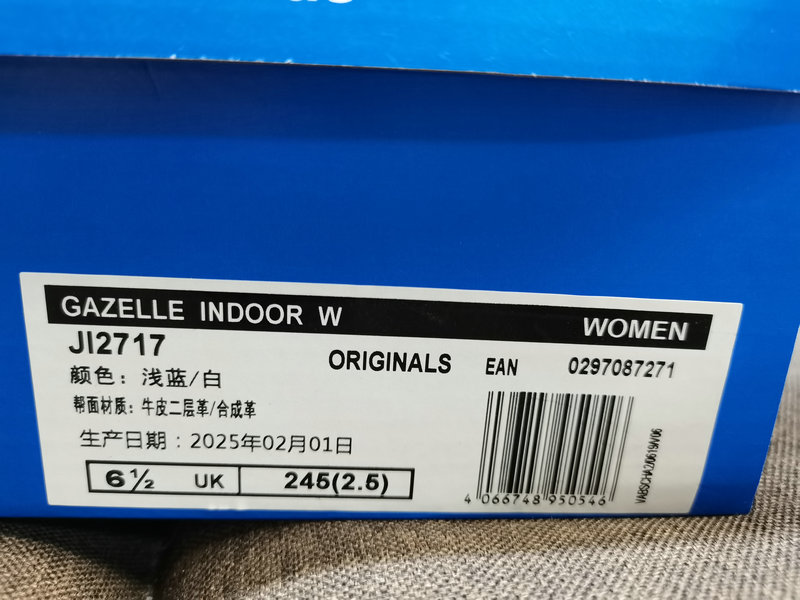 GAZELLE INDOOR W
WOMEN
JI2717
ORIGINALS EAN 0297087271
颜色：浅蓝/白
帮面材质：牛皮二层革/合成革
生产日期：2025年02月01日
6½ UK 245(2.5)
4 066748 950546